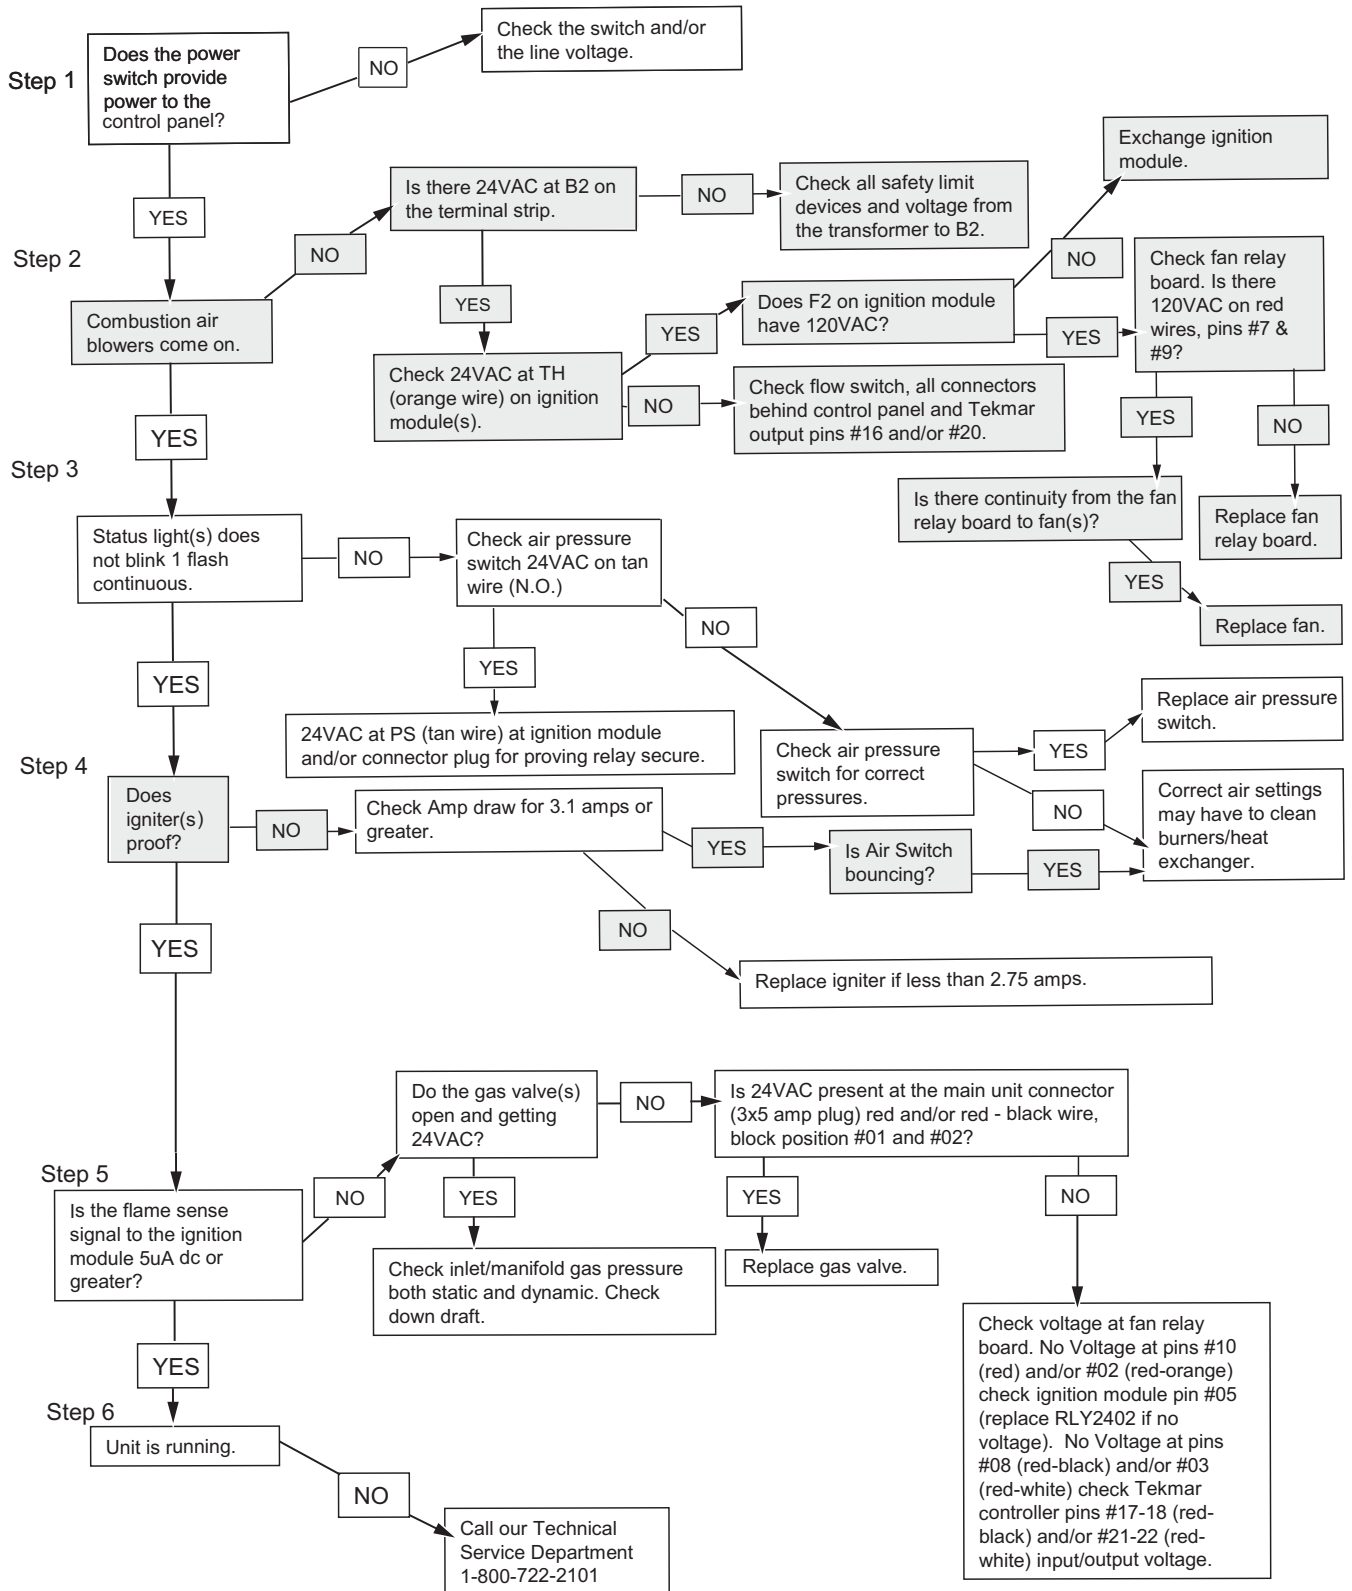 Step 1
Does the power
switch provide
power to the
control panel?
NO
Check the switch and/or
the line voltage.
YES
Step 2
Combustion air
blowers come on.
NO
Is there 24VAC at B2 on
the terminal strip.
NO
Check all safety limit
devices and voltage from
the transformer to B2.
YES
Check 24VAC at TH
(orange wire) on ignition
module(s).
YES
Does F2 on ignition module
have 120VAC?
NO
Exchange ignition
module.
YES
Check fan relay
board. Is there
120VAC on red
wires, pins #7 &
#9?
NO
Check flow switch, all connectors
behind control panel and Tekmar
output pins #16 and/or #20.
YES
NO
Is there continuity from the fan
relay board to fan(s)?
Replace fan
relay board.
YES
Replace fan.
YES
Step 3
Status light(s) does
not blink 1 flash
continuous.
NO
Check air pressure
switch 24VAC on tan
wire (N.O.)
NO
YES
24VAC at PS (tan wire) at ignition module
and/or connector plug for proving relay secure.
Check air pressure
switch for correct
pressures.
YES
Replace air pressure
switch.
NO
Correct air settings
may have to clean
burners/heat
exchanger.
YES
Step 4
Does
igniter(s)
proof?
NO
Check Amp draw for 3.1 amps or
greater.
YES
Is Air Switch
bouncing?
YES
NO
Replace igniter if less than 2.75 amps.
YES
Step 5
Is the flame sense
signal to the ignition
module 5uA dc or
greater?
NO
Do the gas valve(s)
open and getting
24VAC?
NO
Is 24VAC present at the main unit connector
(3x5 amp plug) red and/or red - black wire,
block position #01 and #02?
YES
Check inlet/manifold gas pressure
both static and dynamic. Check
down draft.
YES
Replace gas valve.
NO
Check voltage at fan relay
board. No Voltage at pins #10
(red) and/or #02 (red-orange)
check ignition module pin #05
(replace RLY2402 if no
voltage). No Voltage at pins
#08 (red-black) and/or #03
(red-white) check Tekmar
controller pins #17-18 (red-
black) and/or #21-22 (red-
white) input/output voltage.
YES
Step 6
Unit is running.
NO
Call our Technical
Service Department
1-800-722-2101